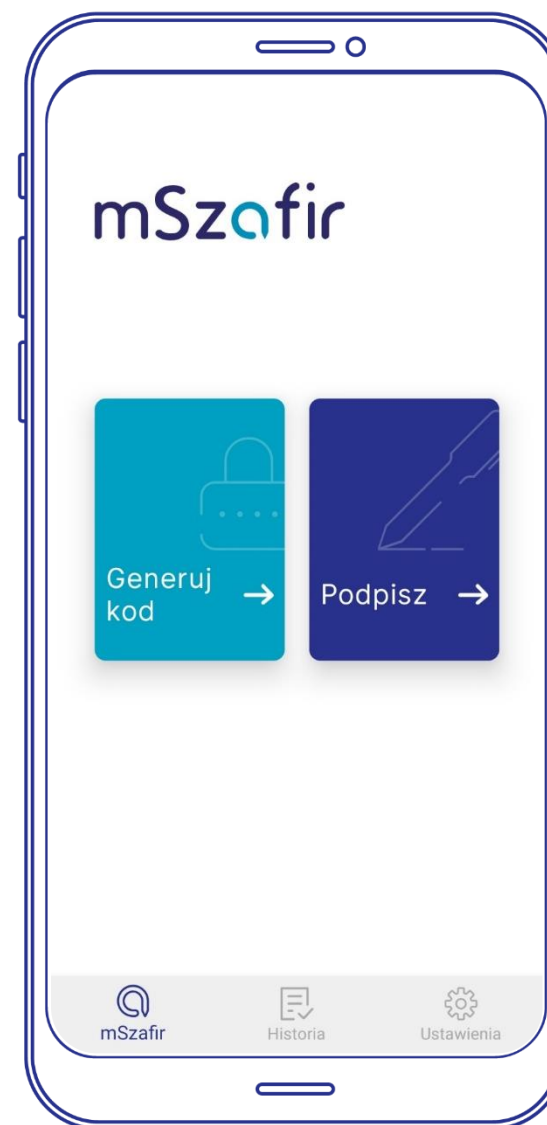 mSzafir
Generuj
kod
Podpisz
mSzafir
Historia
Ustawienia